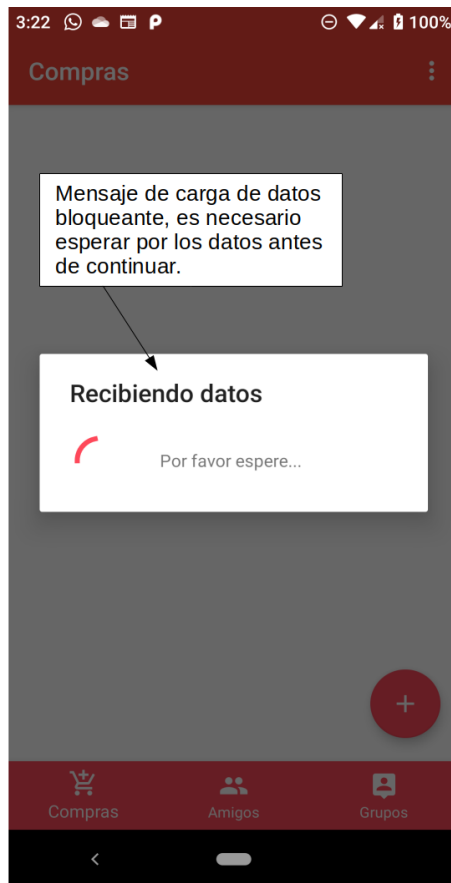 3:22 100%
Compras
Mensaje de carga de datos
bloqueante, es necesario
esperar por los datos antes
de continuar.
Recibiendo datos
Por favor espere...
Compras Amigos Grupos